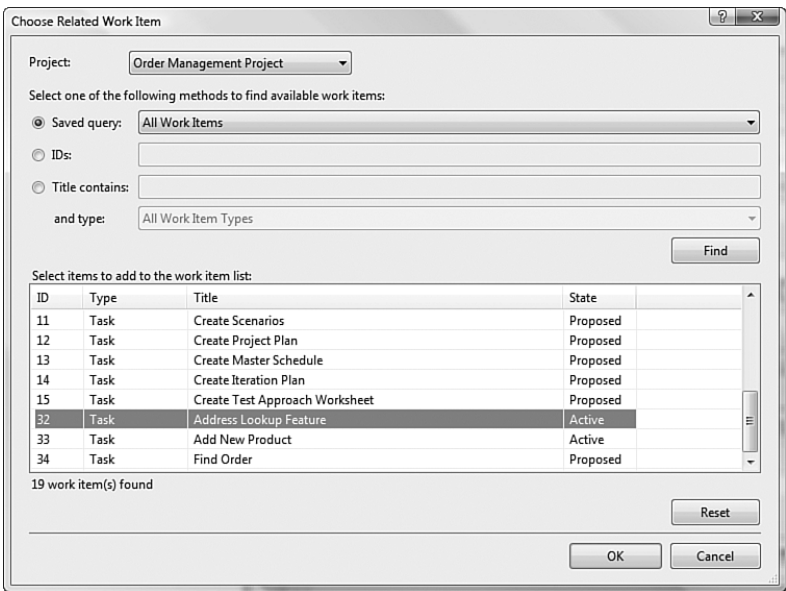 Choose Related Work Item
Project: Order Management Project
Select one of the following methods to find available work items:
Saved query: All Work Items
IDs:
Title contains:
and type: All Work Item Types
Find
Select items to add to the work item list:
ID Type Title State
11 Task Create Scenarios Proposed
12 Task Create Project Plan Proposed
13 Task Create Master Schedule Proposed
14 Task Create Iteration Plan Proposed
15 Task Create Test Approach Worksheet Proposed
32 Task Address Lookup Feature Active
33 Task Add New Product Active
34 Task Find Order Proposed
19 work item(s) found
Reset
OK Cancel